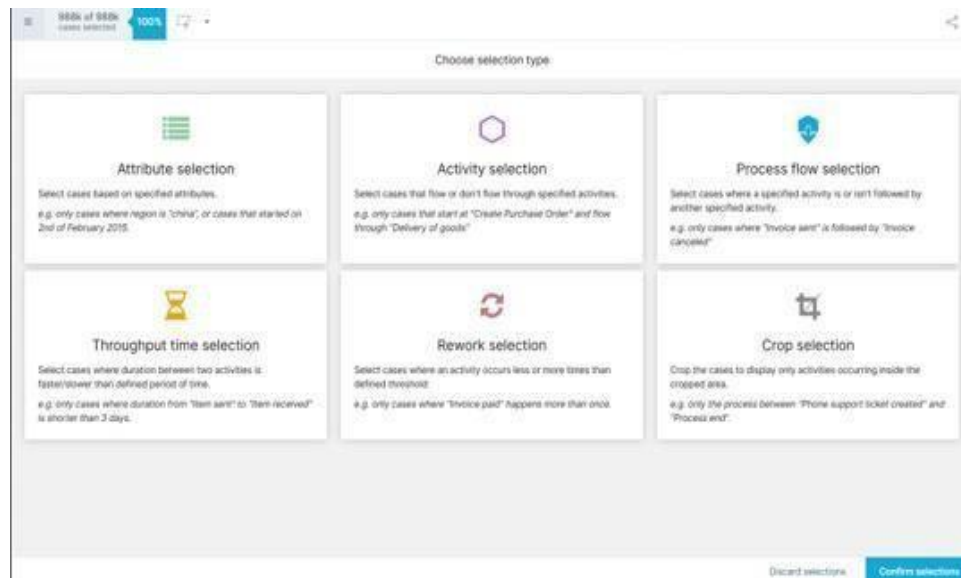 988k of 988k
cases selected
100%
Choose selection type
Attribute selection
Select cases based on specified attributes.
e.g. only cases where region is "china", or cases that started on
2nd of February 2015.
Activity selection
Select cases that flow or don't flow through specified activities.
e.g. only cases that start at "Create Purchase Order" and flow
through "Delivery of goods"
Process flow selection
Select cases where a specified activity is or isn't followed by
another specified activity.
e.g. only cases where "Invoice sent" is followed by "Invoice
canceled"
Throughput time selection
Select cases where duration between two activities is
faster/slower than defined period of time.
e.g. only cases where duration from "Item sent" to "Item received"
is shorter than 3 days.
Rework selection
Select cases where an activity occurs less or more times than
defined threshold
e.g. only cases where "Invoice paid" happens more than once.
Crop selection
Crop the cases to display only activities occurring inside the
cropped area.
e.g. only the process between "Phone support ticket created" and
"Process end".
Discard selections
Confirm selections